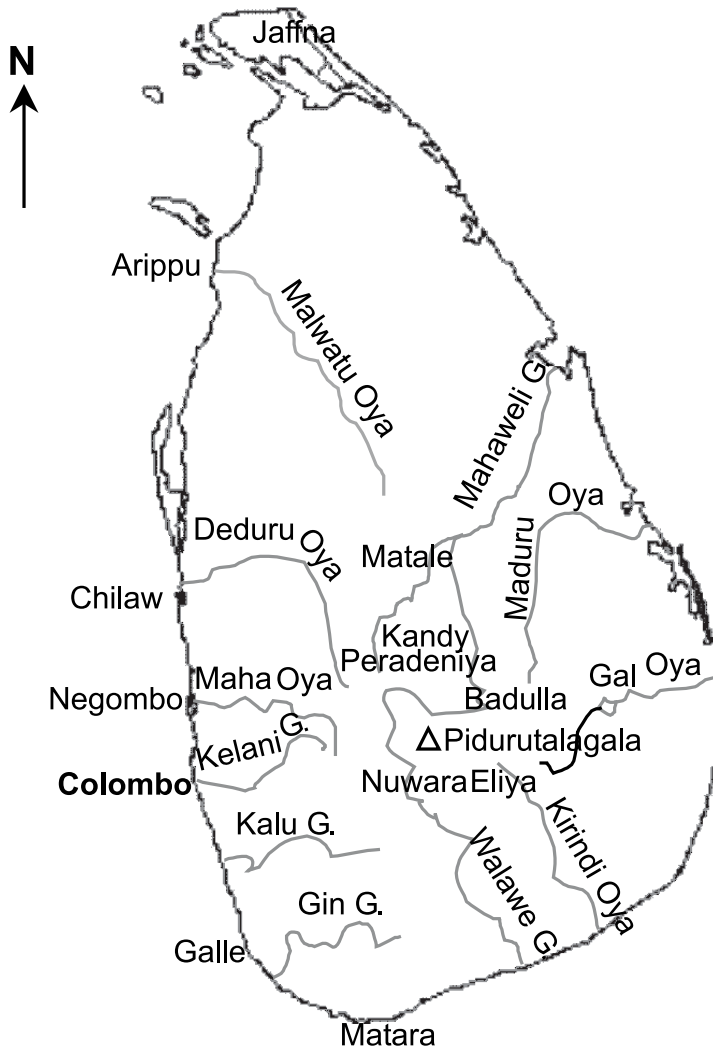 Jaffna
N
Arippu
Malwatu Oya
Mahaweli G.
Deduru Oya
Matale
Maduru Oya
Chilaw
Kandy
Peradeniya
Maha Oya
Badulla
Gal Oya
Negombo
Kelani G.
Pidurutalagala
Colombo
Nuwara Eliya
Kalu G.
Kirindi Oya
Walawe G.
Gin G.
Galle
Matara